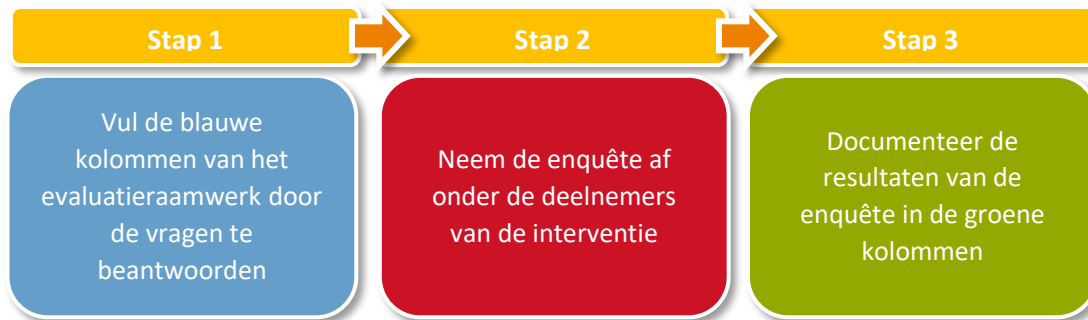 Stap 1
Stap 2
Stap 3
Vul de blauwe
kolommen van het
evaluatieraamwerk door
de vragen te
beantwoorden
Neem de enquête af
onder de deelnemers
van de interventie
Documenteer de
resultaten van de
enquête in de groene
kolommen